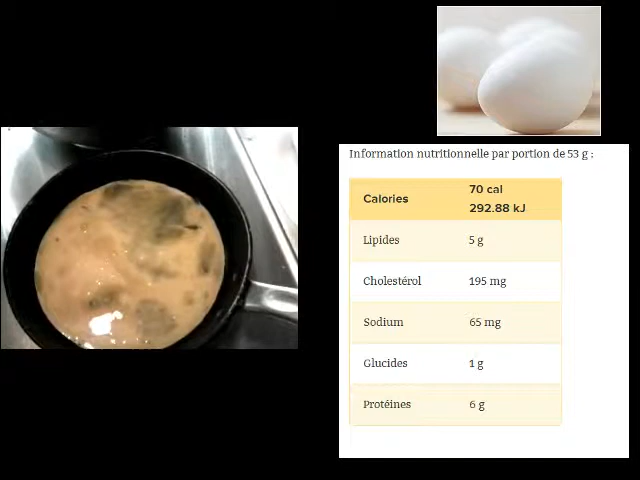 Information nutritionnelle par portion de 53 g :
Calories 70 cal
292.88 kJ
Lipides 5 g
Cholestérol 195 mg
Sodium 65 mg
Glucides 1 g
Protéines 6 g